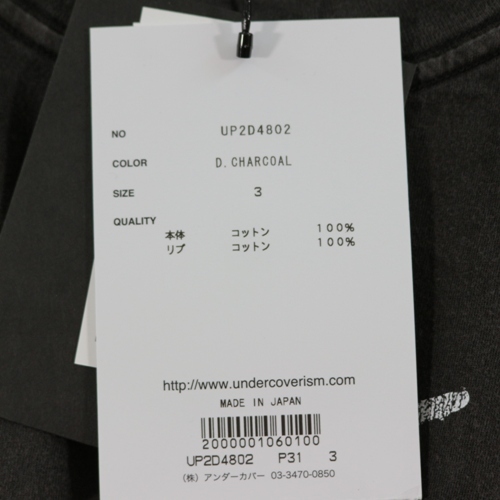 NO UP2D4802
COLOR D.CHARCOAL
SIZE 3
QUALITY
本体 コットン 100%
リブ コットン 100%
http://www.undercoverism.com
MADE IN JAPAN
2000001060100
UP2D4802 P31 3
(株) アンダーカバー 03-3470-0850